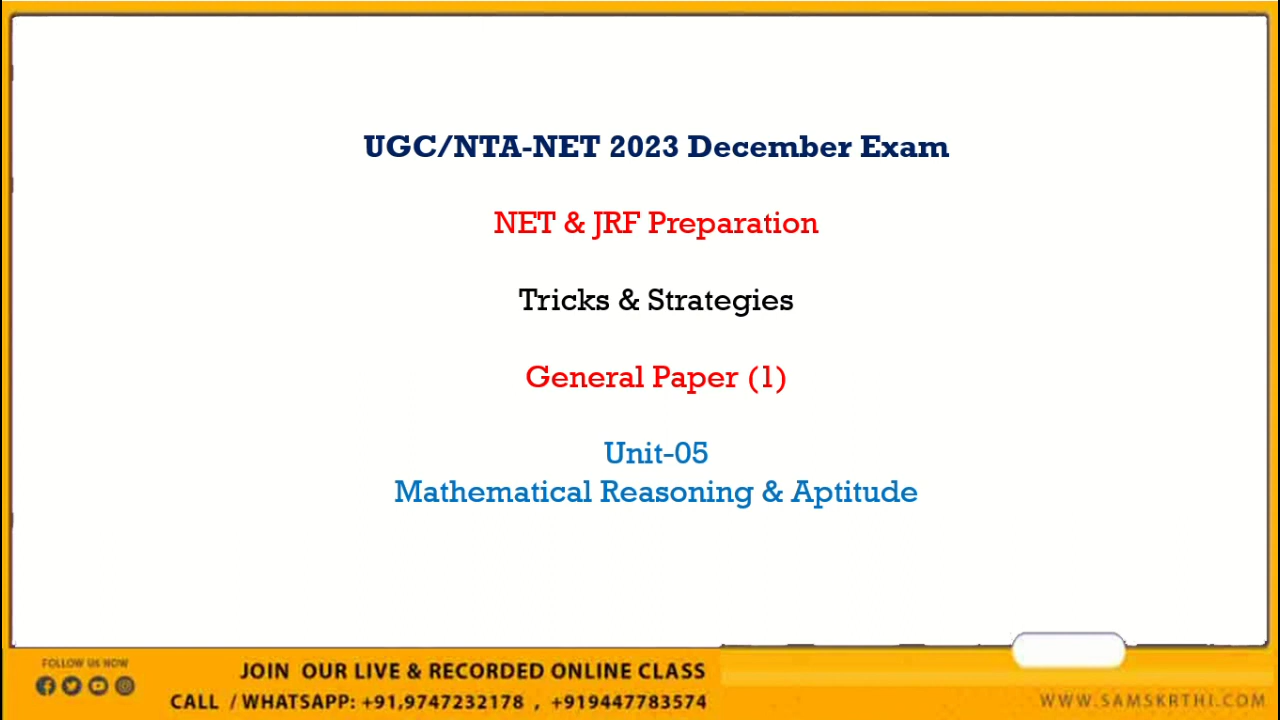 UGC/NTA-NET 2023 December Exam
NET & JRF Preparation
Tricks & Strategies
General Paper (1)
Unit-05
Mathematical Reasoning & Aptitude
FOLLOW US NOW
JOIN OUR LIVE & RECORDED ONLINE CLASS
CALL / WHATSAPP: +91,9747232178 , +919447783574
WWW.SAMSKRTHI.COM